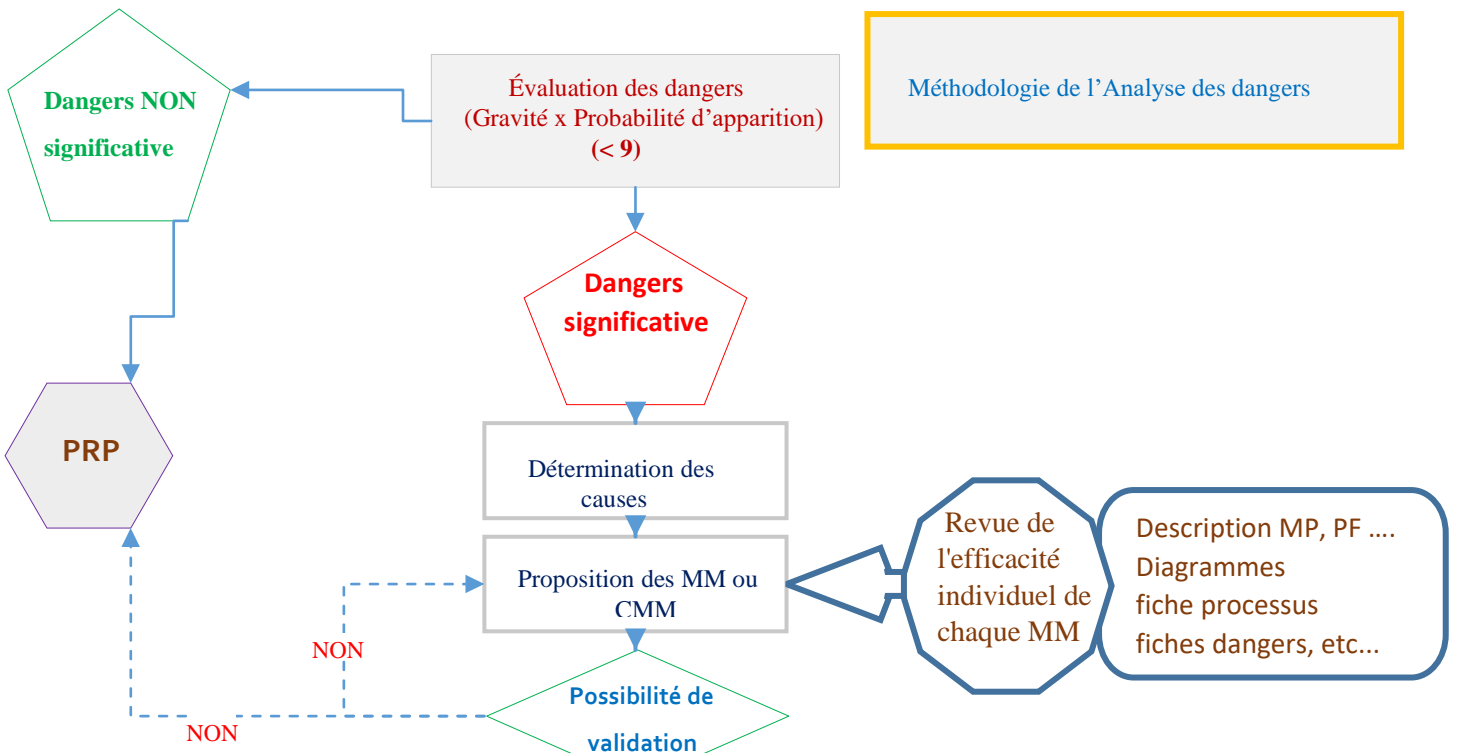 Dangers NON
significative
Évaluation des dangers
(Gravité x Probabilité d’apparition)
(< 9)
Méthodologie de l’Analyse des dangers
Dangers
significative
PRP
Détermination des
causes
Proposition des MM ou
CMM
Revue de
l'efficacité
individuel de
chaque MM
Description MP, PF ....
Diagrammes
fiche processus
fiches dangers, etc...
NON
NON
Possibilité de
validation